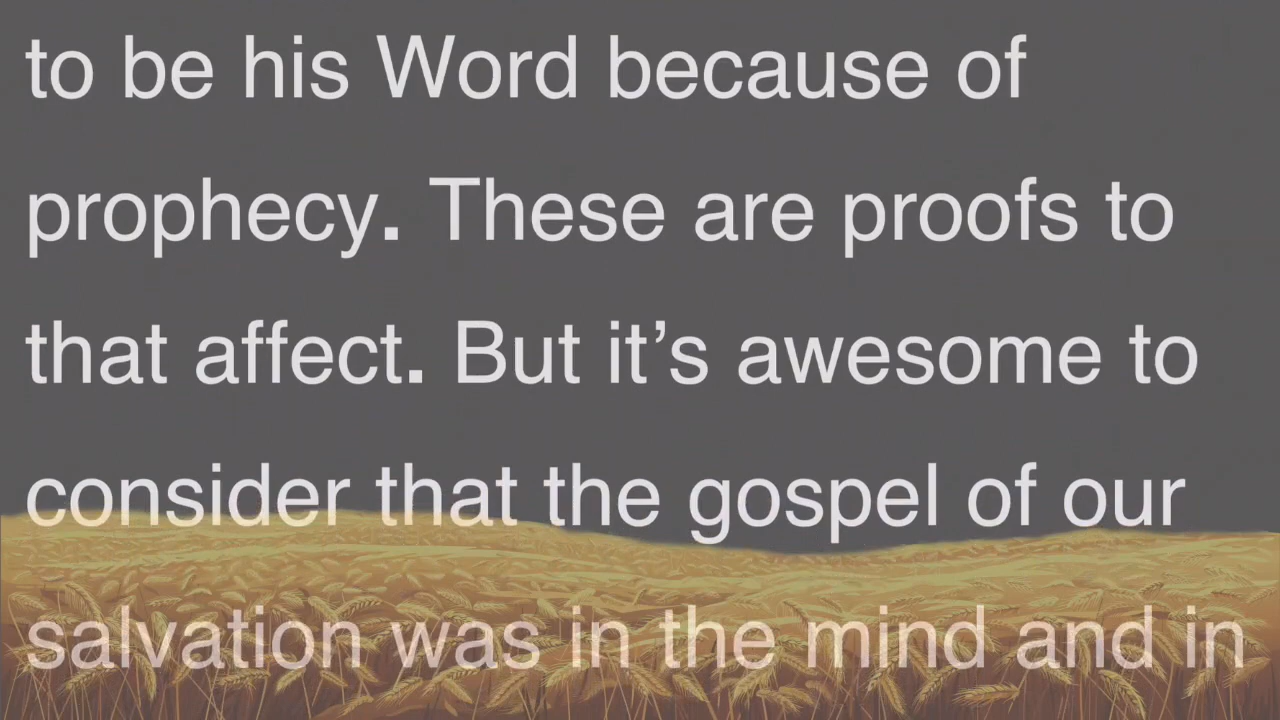 to be his Word because of
prophecy. These are proofs to
that affect. But it’s awesome to
consider that the gospel of our
salvation was in the mind and in